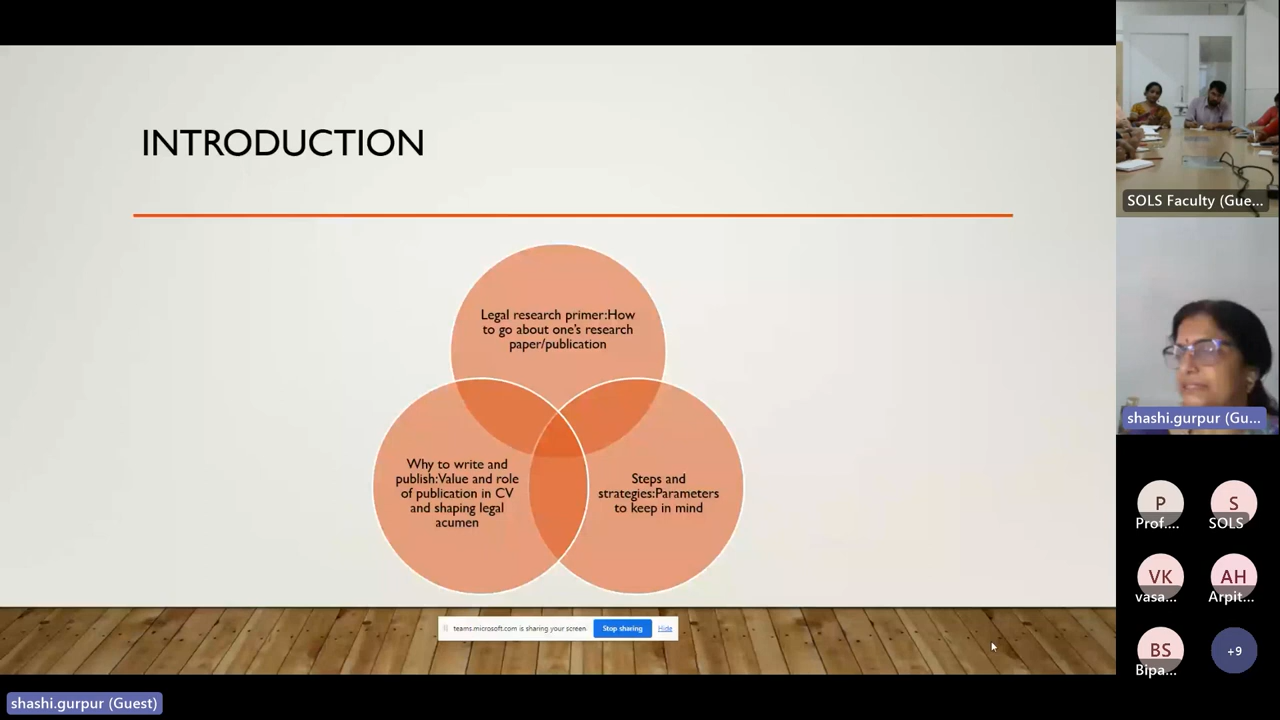 INTRODUCTION
Legal research primer:How
to go about one's research
paper/publication
Why to write and
publish:Value and role
of publication in CV
and shaping legal
acumen
Steps and
strategies:Parameters
to keep in mind
teams.microsoft.com is sharing your screen.
Stop sharing
Hide
SOLS Faculty (Gue...
shashi.gurpur (Gu...
P
Prof....
S
SOLS
VK
vasa...
AH
Arpit...
BS
Bipa...
+9
shashi.gurpur (Guest)